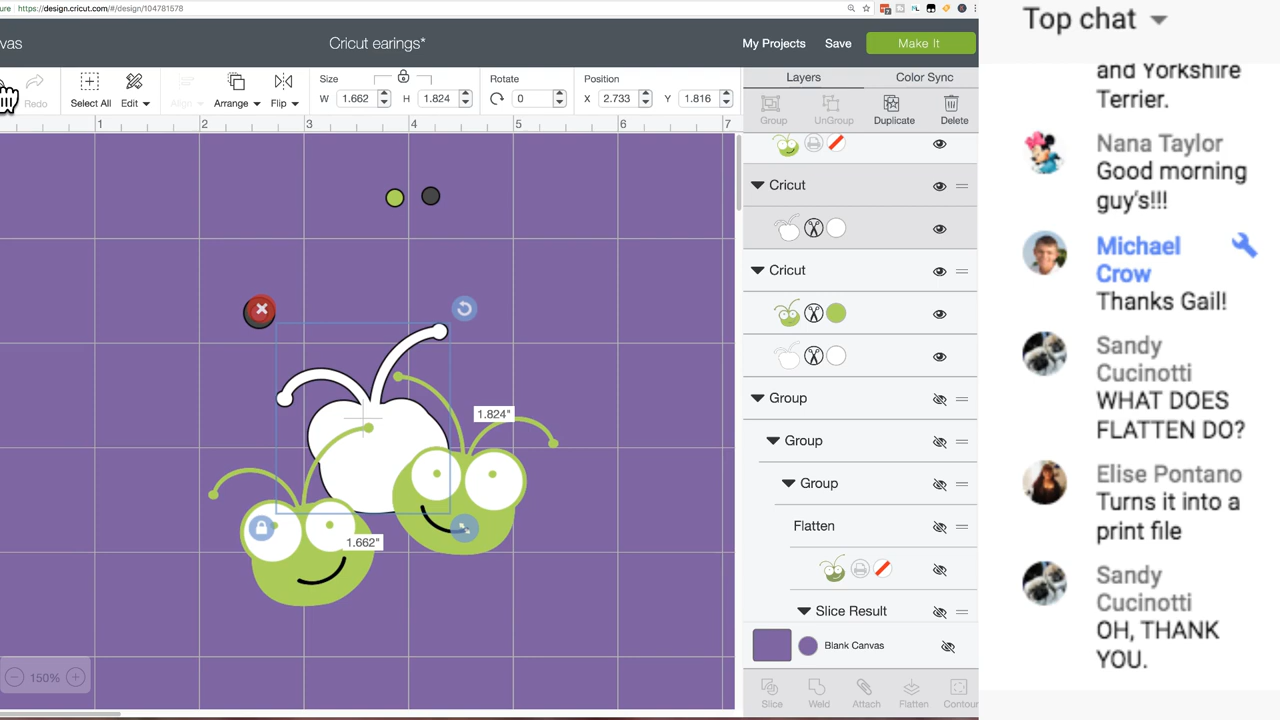 ure
https://design.cricut.com/#/design/104781578
vas
Cricut earings*
My Projects
Save
Make It
Redo
Select All
Edit
Align
Arrange
Flip
Size
W 1.662
H 1.824
Rotate
0
Position
X 2.733
Y 1.816
Layers
Color Sync
Group
UnGroup
Duplicate
Delete
1 2 3 4 5 6 7
Cricut
Cricut
Group
Group
Group
Flatten
Slice Result
Blank Canvas
1.824"
1.662"
150%
Slice
Weld
Attach
Flatten
Contou
Top chat
and Yorkshire
Terrier.
Nana Taylor
Good morning
guy's!!!
Michael
Crow
Thanks Gail!
Sandy
Cucinotti
WHAT DOES
FLATTEN DO?
Elise Pontano
Turns it into a
print file
Sandy
Cucinotti
OH, THANK
YOU.